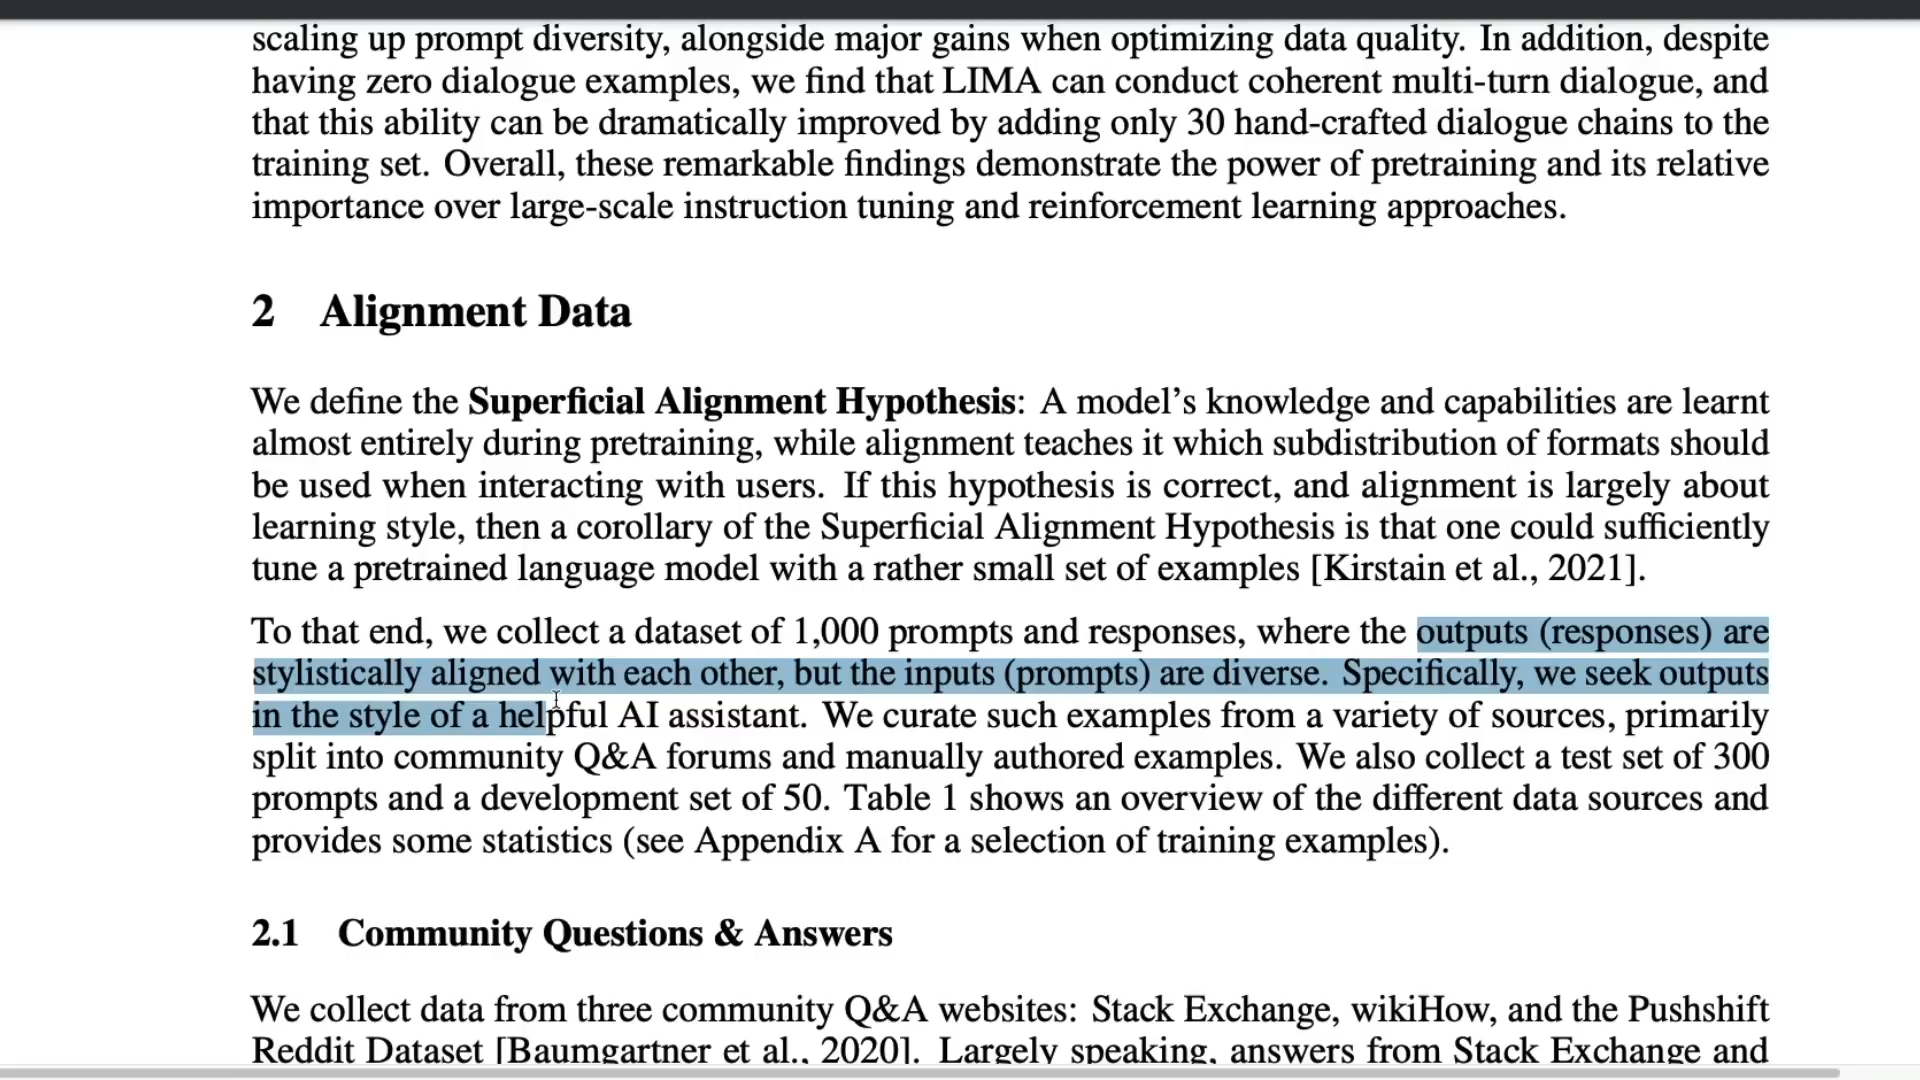 scaling up prompt diversity, alongside major gains when optimizing data quality. In addition, despite
having zero dialogue examples, we find that LIMA can conduct coherent multi-turn dialogue, and
that this ability can be dramatically improved by adding only 30 hand-crafted dialogue chains to the
training set. Overall, these remarkable findings demonstrate the power of pretraining and its relative
importance over large-scale instruction tuning and reinforcement learning approaches.
2 Alignment Data
We define the Superficial Alignment Hypothesis: A model’s knowledge and capabilities are learnt
almost entirely during pretraining, while alignment teaches it which subdistribution of formats should
be used when interacting with users. If this hypothesis is correct, and alignment is largely about
learning style, then a corollary of the Superficial Alignment Hypothesis is that one could sufficiently
tune a pretrained language model with a rather small set of examples [Kirstain et al., 2021].
To that end, we collect a dataset of 1,000 prompts and responses, where the outputs (responses) are
stylistically aligned with each other, but the inputs (prompts) are diverse. Specifically, we seek outputs
in the style of a helpful AI assistant. We curate such examples from a variety of sources, primarily
split into community Q&A forums and manually authored examples. We also collect a test set of 300
prompts and a development set of 50. Table 1 shows an overview of the different data sources and
provides some statistics (see Appendix A for a selection of training examples).
2.1 Community Questions & Answers
We collect data from three community Q&A websites: Stack Exchange, wikiHow, and the Pushshift
Reddit Dataset [Baumgartner et al., 2020]. Largely speaking, answers from Stack Exchange and